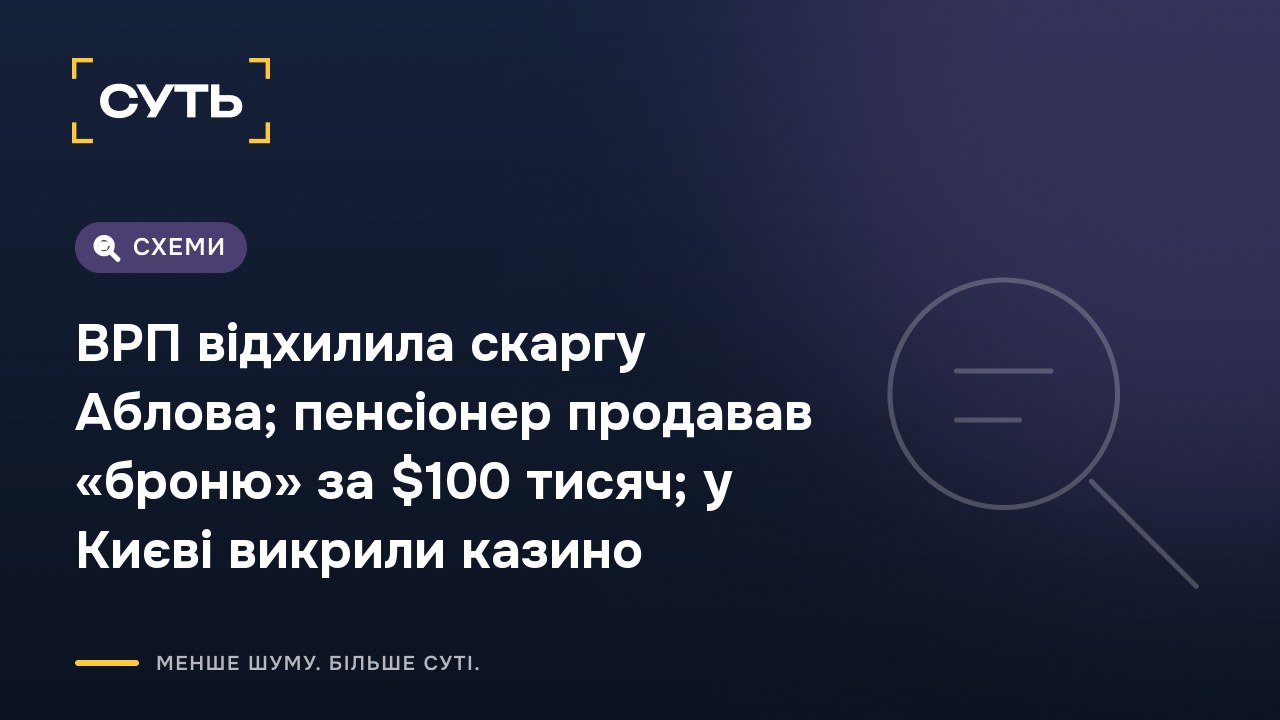 СУТЬ
СХЕМИ
ВРП відхилила скаргу
Аблова; пенсіонер продавав
«броню» за $100 тисяч; у
Києві викрили казино
МЕНШЕ ШУМУ. БІЛЬШЕ СУТІ.